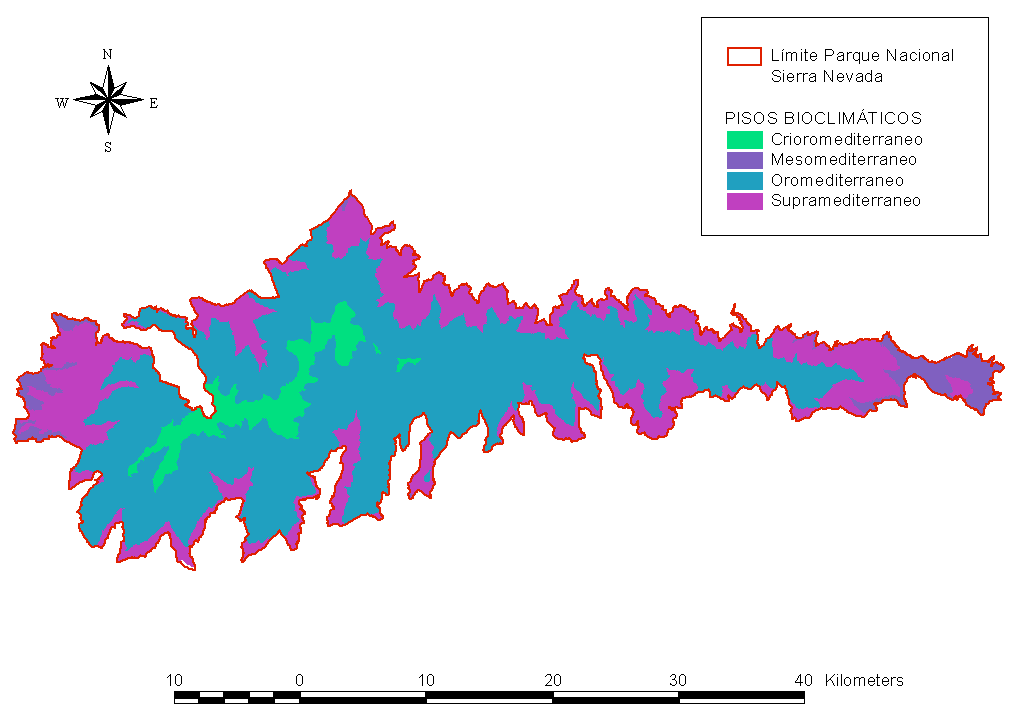 N
W E
S
Límite Parque Nacional
Sierra Nevada
PISOS BIOCLIMÁTICOS
Crioromediterraneo
Mesomediterraneo
Oromediterraneo
Supramediterraneo
10 0 10 20 30 40 Kilometers